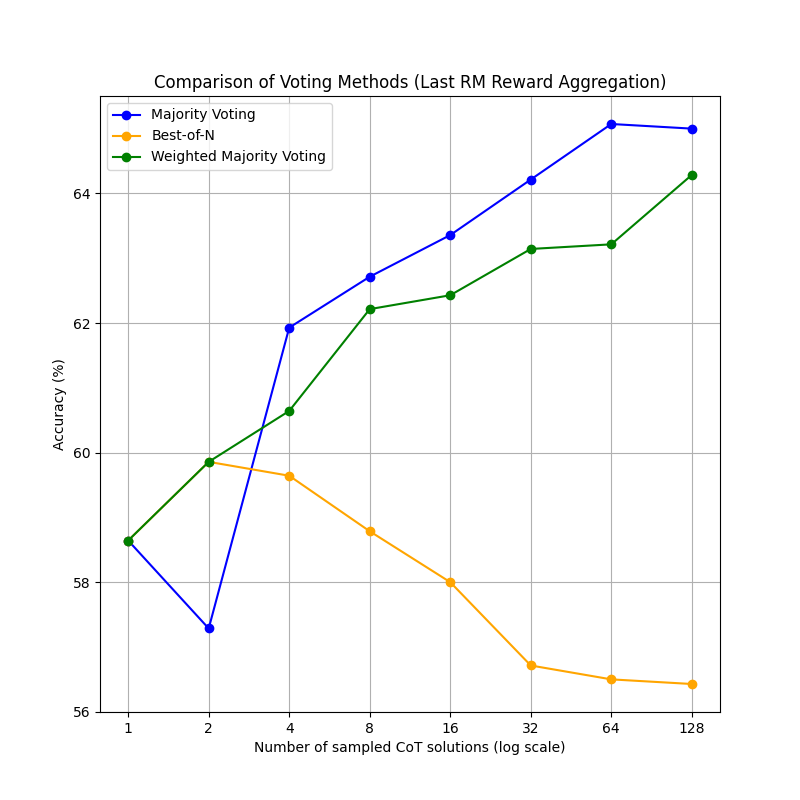 Comparison of Voting Methods (Last RM Reward Aggregation)
Majority Voting
Best-of-N
Weighted Majority Voting
Accuracy (%)
64
62
60
58
56
1 2 4 8 16 32 64 128
Number of sampled CoT solutions (log scale)